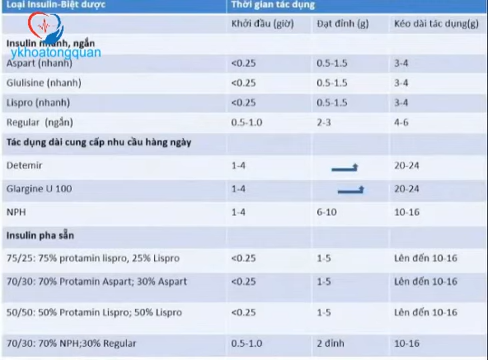 Loại Insulin-Biệt dược Thời gian tác dụng
Khởi đầu (giờ) Đạt đỉnh (g) Kéo dài tác dụng(g)
Insulin nhanh, ngắn
ykhoatongquan
Aspart (nhanh) <0.25 0.5-1.5 3-4
Glulisine (nhanh) <0.25 0.5-1.5 3-4
Lispro (nhanh) <0.25 0.5-1.5 3-4
Regular (ngắn) 0.5-1.0 2-3 4-6
Tác dụng dài cung cấp nhu cầu hàng ngày
Detemir 1-4 20-24
Glargine U 100 1-4 20-24
NPH 1-4 6-10 10-16
Insulin pha sẵn
75/25: 75% protamin lispro, 25% Lispro <0.25 1-5 Lên đến 10-16
70/30: 70% Protamin Aspart; 30% Aspart <0.25 1-5 Lên đến 10-16
50/50: 50% Protamin Lispro; 50% Lispro <0.25 1-5 Lên đến 10-16
70/30: 70% NPH;30% Regular 0.5-1.0 2 đỉnh 10-16